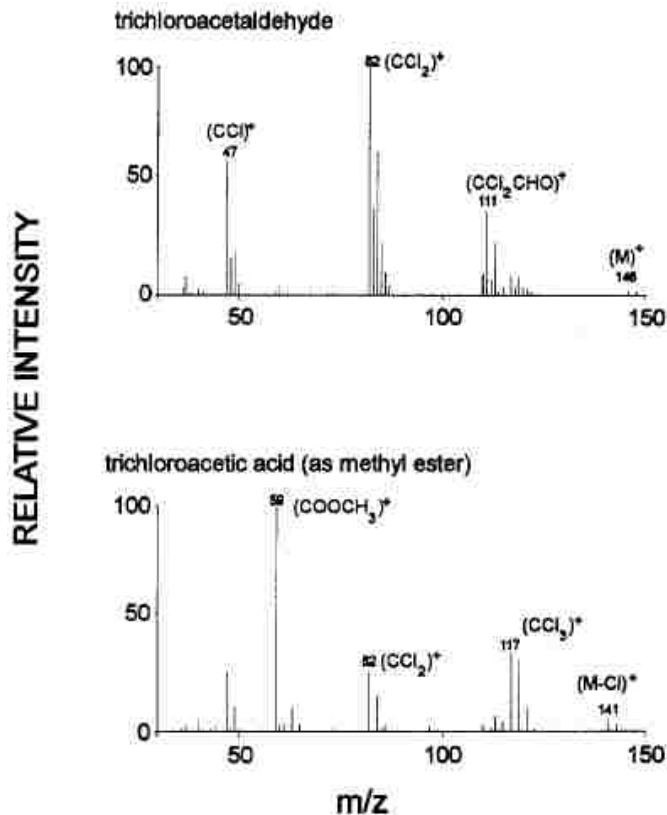 trichloroacetaldehyde
RELATIVE INTENSITY
100
50
0
(CCl)⁺
47
82 (CCl₂)⁺
(CCl₂CHO)⁺
111
(M)⁺
146
50
100
150
trichloroacetic acid (as methyl ester)
100
50
0
59 (COOCH₃)⁺
82 (CCl₂)⁺
(CCl₃)⁺
117
(M-Cl)⁺
141
50
100
150
m/z